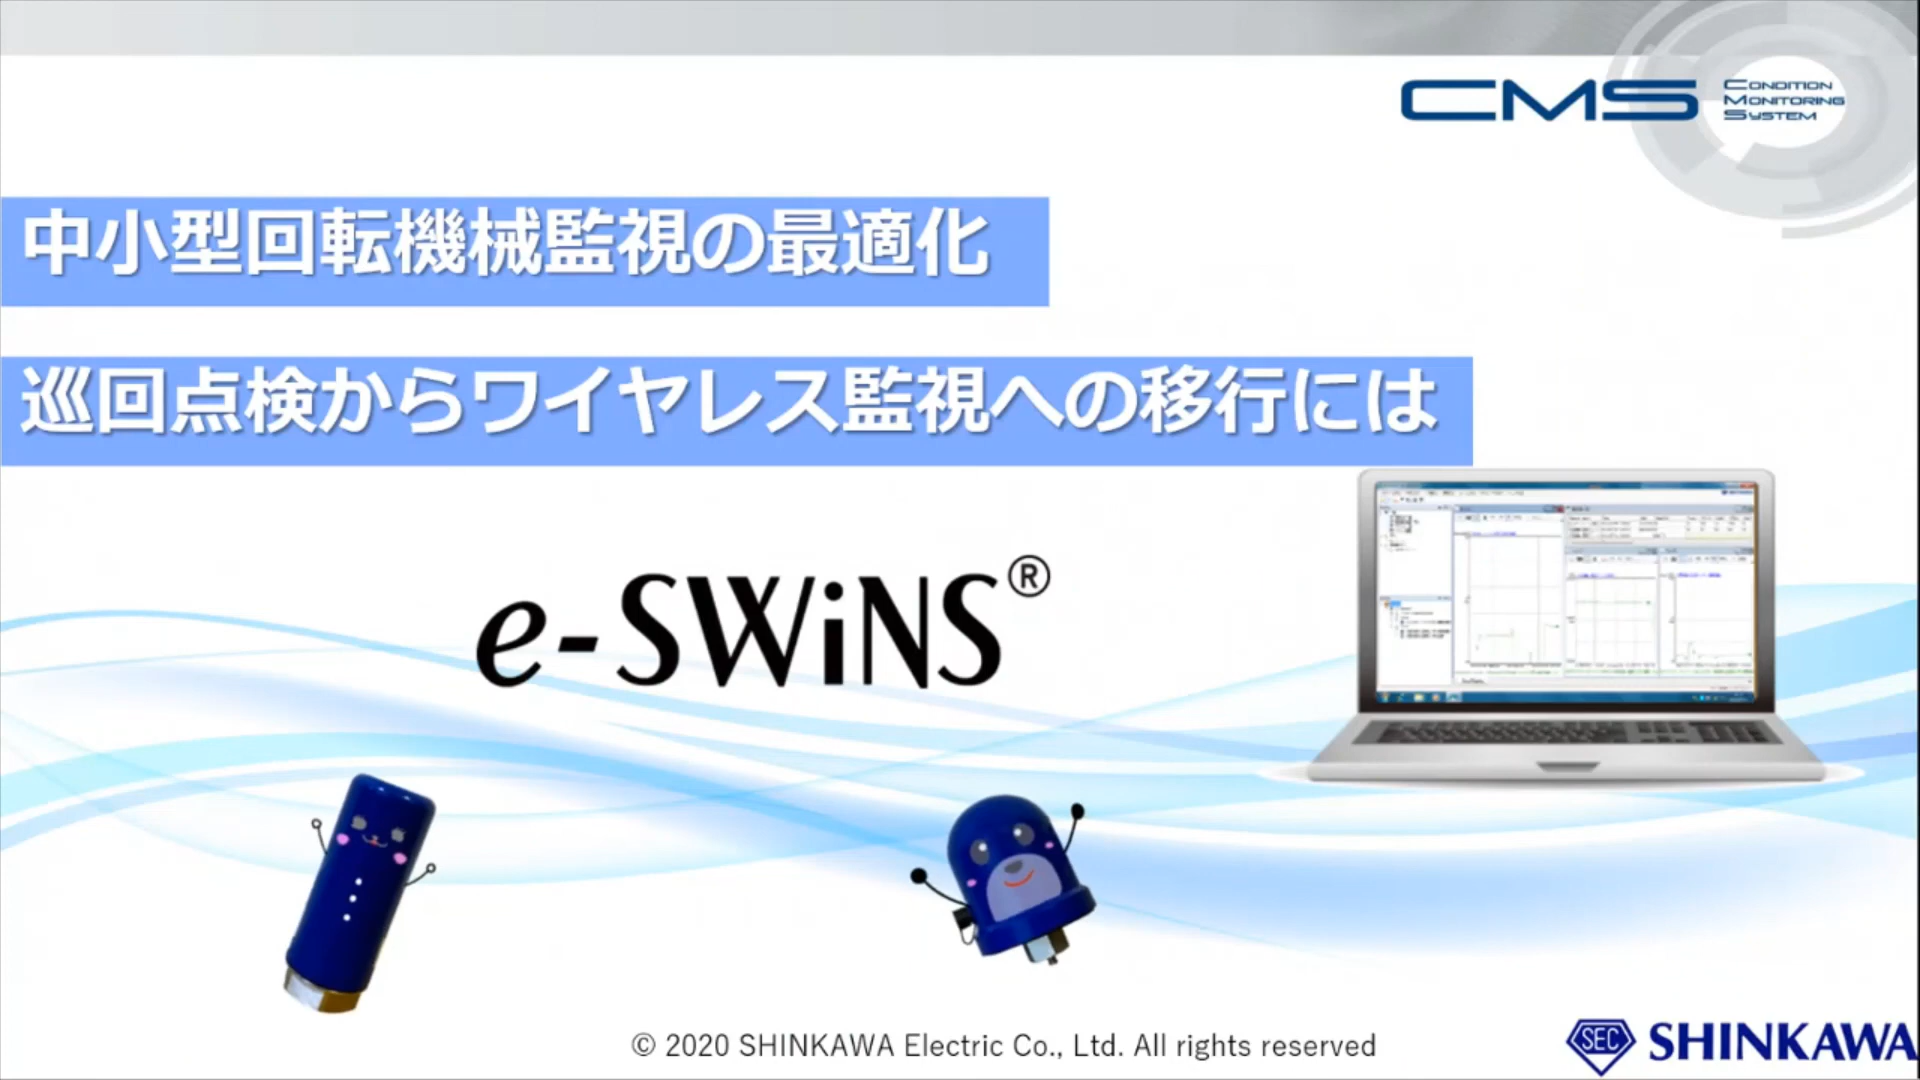 CMS
CONDITION
MONITORING
SYSTEM
中小型回転機械監視の最適化
巡回点検からワイヤレス監視への移行には
e-SWiNS®
© 2020 SHINKAWA Electric Co., Ltd. All rights reserved
SEC SHINKAWA